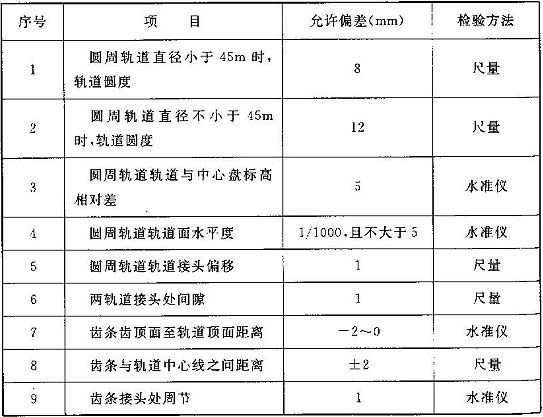 序号 项 目 允许偏差(mm) 检验方法
1 圆周轨道直径小于45m时,
轨道圆度 8 尺量
2 圆周轨道直径不小于45m
时,轨道圆度 12 尺量
3 圆周轨道轨道与中心盘标高
相对差 5 水准仪
4 圆周轨道轨道面水平度 1/1000,且不大于5 水准仪
5 圆周轨道轨道接头偏移 1 尺量
6 两轨道接头处间隙 1 尺量
7 齿条齿顶面至轨道顶面距离 -2~0 水准仪
8 齿条与轨道中心线之间距离 ±2 尺量
9 齿条接头处周节 1 水准仪